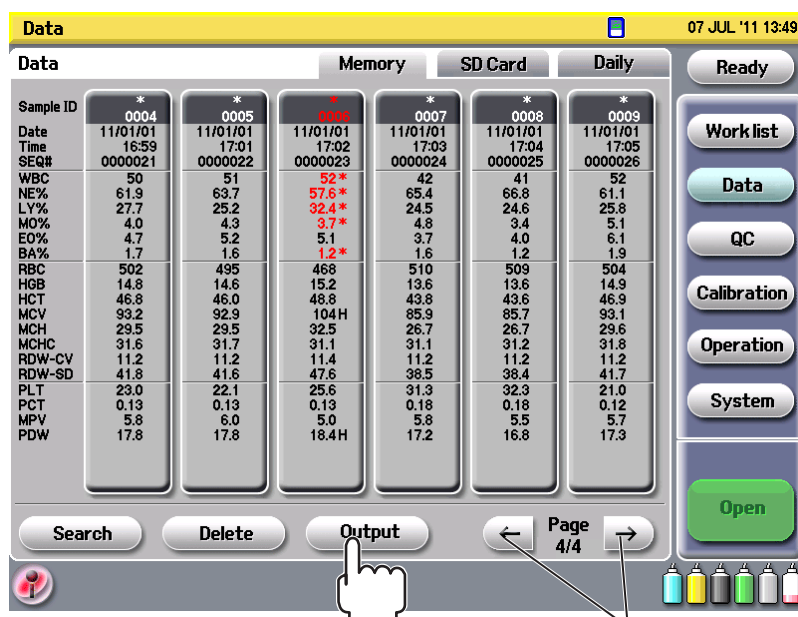 Data
07 JUL '11 13:49
Data Memory SD Card Daily
Ready
Sample ID * 0004 * 0005 * 0006 * 0007 * 0008 * 0009
Date 11/01/01 11/01/01 11/01/01 11/01/01 11/01/01 11/01/01
Time 16:59 17:01 17:02 17:03 17:04 17:05
SEQ# 0000021 0000022 0000023 0000024 0000025 0000026
WBC 50 51 52* 42 41 52
NE% 61.9 63.7 57.6* 65.4 66.8 61.1
LY% 27.7 25.2 32.4* 24.5 24.6 25.8
MO% 4.0 4.3 3.7* 4.8 3.4 5.1
EO% 4.7 5.2 5.1 3.7 4.0 6.1
BA% 1.7 1.6 1.2* 1.6 1.2 1.9
RBC 502 495 468 510 509 504
HGB 14.8 14.6 15.2 13.6 13.6 14.9
HCT 46.8 46.0 48.8 43.8 43.6 46.9
MCV 93.2 92.9 104H 85.9 85.7 93.1
MCH 29.5 29.5 32.5 26.7 26.7 29.6
MCHC 31.6 31.7 31.1 31.1 31.2 31.8
RDW-CV 11.2 11.2 11.4 11.2 11.2 11.2
RDW-SD 41.8 41.6 47.6 38.5 38.4 41.7
PLT 23.0 22.1 25.6 31.3 32.3 21.0
PCT 0.13 0.13 0.13 0.18 0.18 0.12
MPV 5.8 6.0 5.0 5.8 5.5 5.7
PDW 17.8 17.8 18.4H 17.2 16.8 17.3
Work list
Data
QC
Calibration
Operation
System
Open
Search Delete Output ← Page 4/4 →